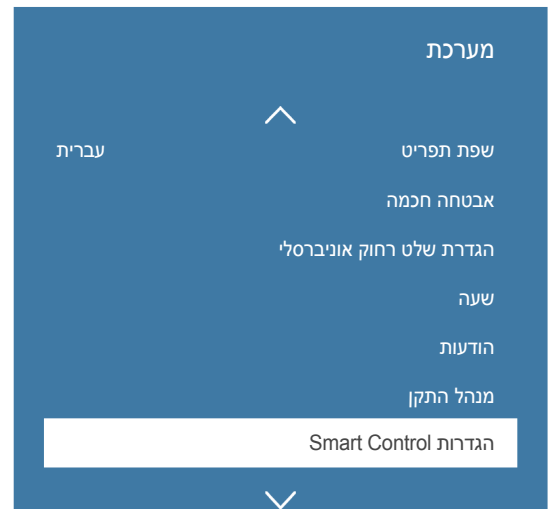 מערכת
שפת תפריט עברית
אבטחה חכמה
הגדרת שלט רחוק אוניברסלי
שעה
הודעות
מנהל התקן
הגדרות Smart Control